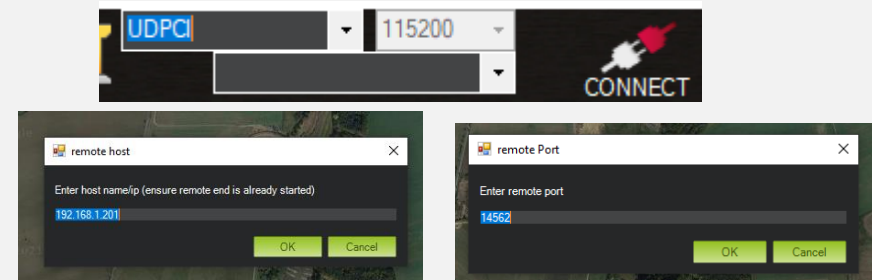 UDPCI
115200
CONNECT
remote host
Enter host name/ip (ensure remote end is already started)
192.168.1.201
OK Cancel
remote Port
Enter remote port
14562
OK Cancel